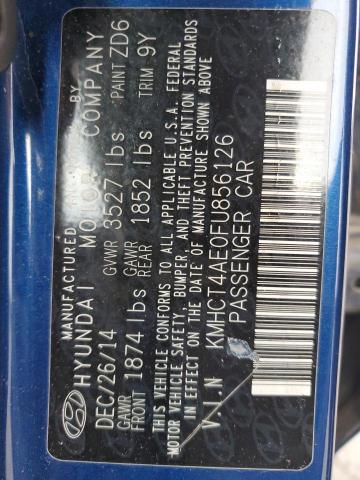 MANUFACTURED BY
HYUNDAI MOTOR COMPANY
DEC/26/14 GVWR 3527 lbs PAINT ZD6
GAWR FRONT 1874 lbs GAWR REAR 1852 lbs TRIM 9Y
THIS VEHICLE CONFORMS TO ALL APPLICABLE U.S.A. FEDERAL
MOTOR VEHICLE SAFETY, BUMPER, AND THEFT PREVENTION STANDARDS
IN EFFECT ON THE DATE OF MANUFACTURE SHOWN ABOVE
V.I.N KMHCT4AE0FU856126
PASSENGER CAR